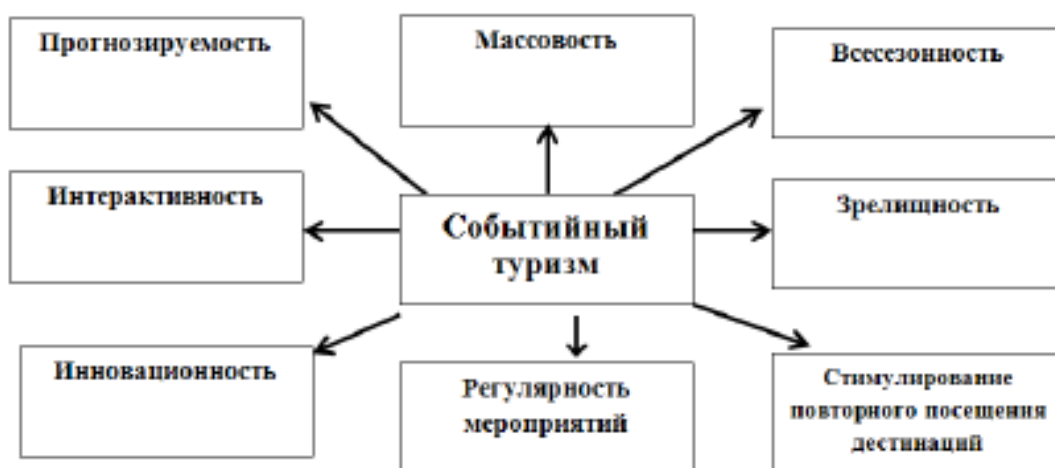 Прогнозируемость
Массовость
Всесезонность
Интерактивность
Событийный
туризм
Зрелищность
Инновационность
Регулярность
мероприятий
Стимулирование
повторного посещения
дестинаций